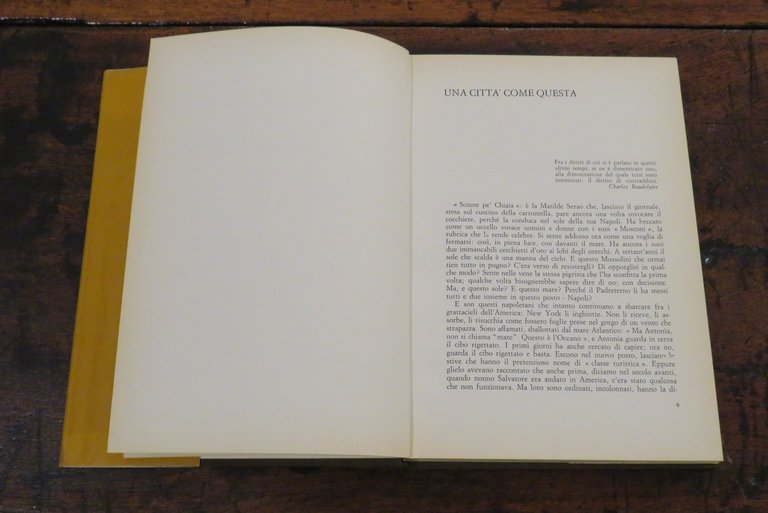 UNA CITTA' COME QUESTA
Fra i diritti di cui si è parlato in questi
ultimi tempi, se ne è dimenticato uno,
alla dimostrazione del quale tutti sono
interessati, il diritto di contraddirsi.
Charles Baudelaire
« Scinne pe' Chiaia »: è la Matilde Serao che, lasciato il giornale,
stesa sul cuscino della carrozzella, pare ancora una volta invocare il
cocchiere, perché la conduca nel sole della sua Napoli. Ha beccato
come un uccello vorace uomini e donne con i suoi « Mosconi », la
rubrica che la rende celebre. Si sente addosso ora come una voglia di
fermarsi: così, in piena luce, con davanti il mare. Ha ancora i suoi
due immancabili cerchietti d'oro ai lobi degli orecchi. A settant'anni il
sole che scalda è una manna del cielo. E questo Mussolini che ormai
tien tutto in pugno? C'era verso di resistergli? Di opporgliti in qual-
che modo? Sente nelle vene la stessa pigrizia che l'ha sconfitta la prima
volta; qualche volta bisognerebbe sapere dire di no: con decisione.
Ma, e questo sole? E questo mare? Perché il Padreterno li ha messi
tutti e due insieme in questo posto - Napoli?
E son questi napoletani che intanto continuano a sbarcare fra i
grattacieli dell'America: New York li inghiotte. Non li riceve, li as-
sorbe, li risucchia come fossero foglie prese nel gorgo di un vento che
strapazza. Sono affamati, sballottati dal mare Atlantico: « Ma Antonia,
non si chiama "mare". Questo è l'Oceano », e Antonia guarda in terra
il cibo rigettato. I primi giorni ha anche cercato di capire, ora no,
guarda il cibo rigettato e basta. Escono nel nuovo posto, lasciano le
stive che hanno il pretenzioso nome di « classe turistica ». Eppure
glielo avevano raccontato che anche prima, diciamo nel secolo avanti,
quando nonno Salvatore era andato in America, c'era stato qualcosa
che non funzionava. Ma loro sono ordinati, incolonnati, hanno la di-
9